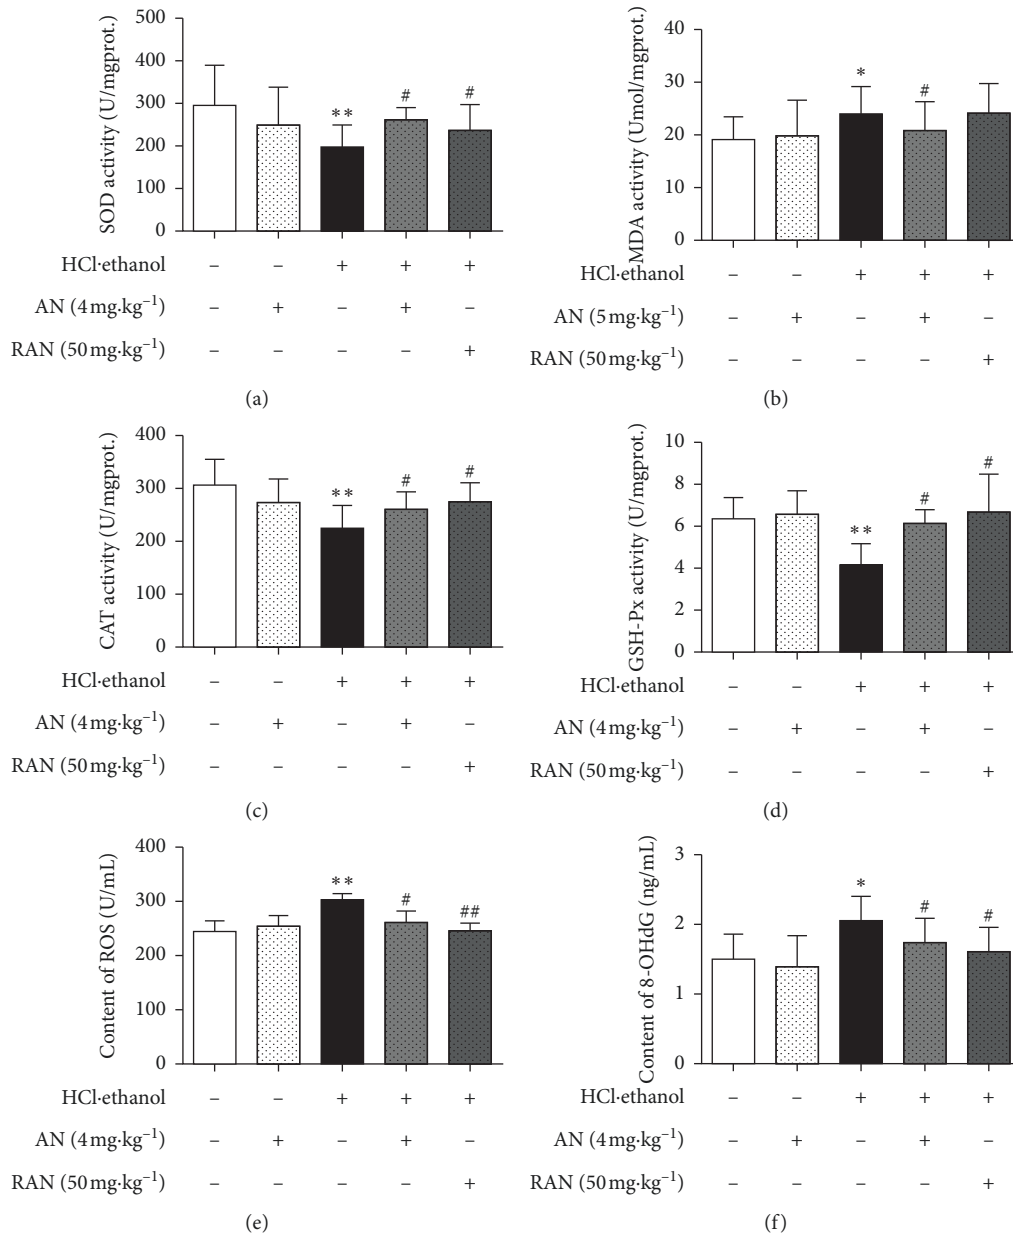 SOD activity (U/mgprot.)
500
400
300
200
100
0
** # #
HCl·ethanol – – + + +
AN (4 mg·kg⁻¹) – + – + –
RAN (50 mg·kg⁻¹) – – – – +
(a)
MDA activity (Umol/mgprot.)
40
30
20
10
0
* #
HCl·ethanol – – + + +
AN (5 mg·kg⁻¹) – + – + –
RAN (50 mg·kg⁻¹) – – – – +
(b)
CAT activity (U/mgprot.)
400
300
200
100
0
** # #
HCl·ethanol – – + + +
AN (4 mg·kg⁻¹) – + – + –
RAN (50 mg·kg⁻¹) – – – – +
(c)
GSH-Px activity (U/mgprot.)
10
8
6
4
2
0
** # #
HCl·ethanol – – + + +
AN (4 mg·kg⁻¹) – + – + –
RAN (50 mg·kg⁻¹) – – – – +
(d)
Content of ROS (U/mL)
400
300
200
100
0
** # ##
HCl·ethanol – – + + +
AN (4 mg·kg⁻¹) – + – + –
RAN (50 mg·kg⁻¹) – – – – +
(e)
Content of 8-OHdG (ng/mL)
3
2
1
0
* # #
HCl·ethanol – – + + +
AN (4 mg·kg⁻¹) – + – + –
RAN (50 mg·kg⁻¹) – – – – +
(f)